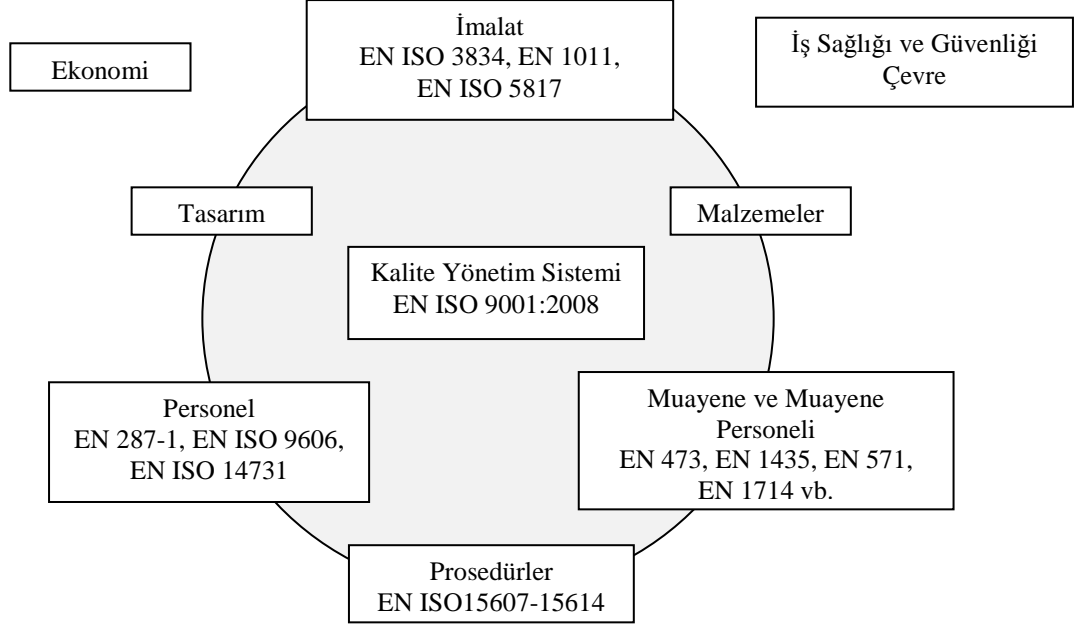 Ekonomi
İmalat
EN ISO 3834, EN 1011,
EN ISO 5817
İş Sağlığı ve Güvenliği
Çevre
Tasarım
Malzemeler
Kalite Yönetim Sistemi
EN ISO 9001:2008
Personel
EN 287-1, EN ISO 9606,
EN ISO 14731
Muayene ve Muayene
Personeli
EN 473, EN 1435, EN 571,
EN 1714 vb.
Prosedürler
EN ISO15607-15614